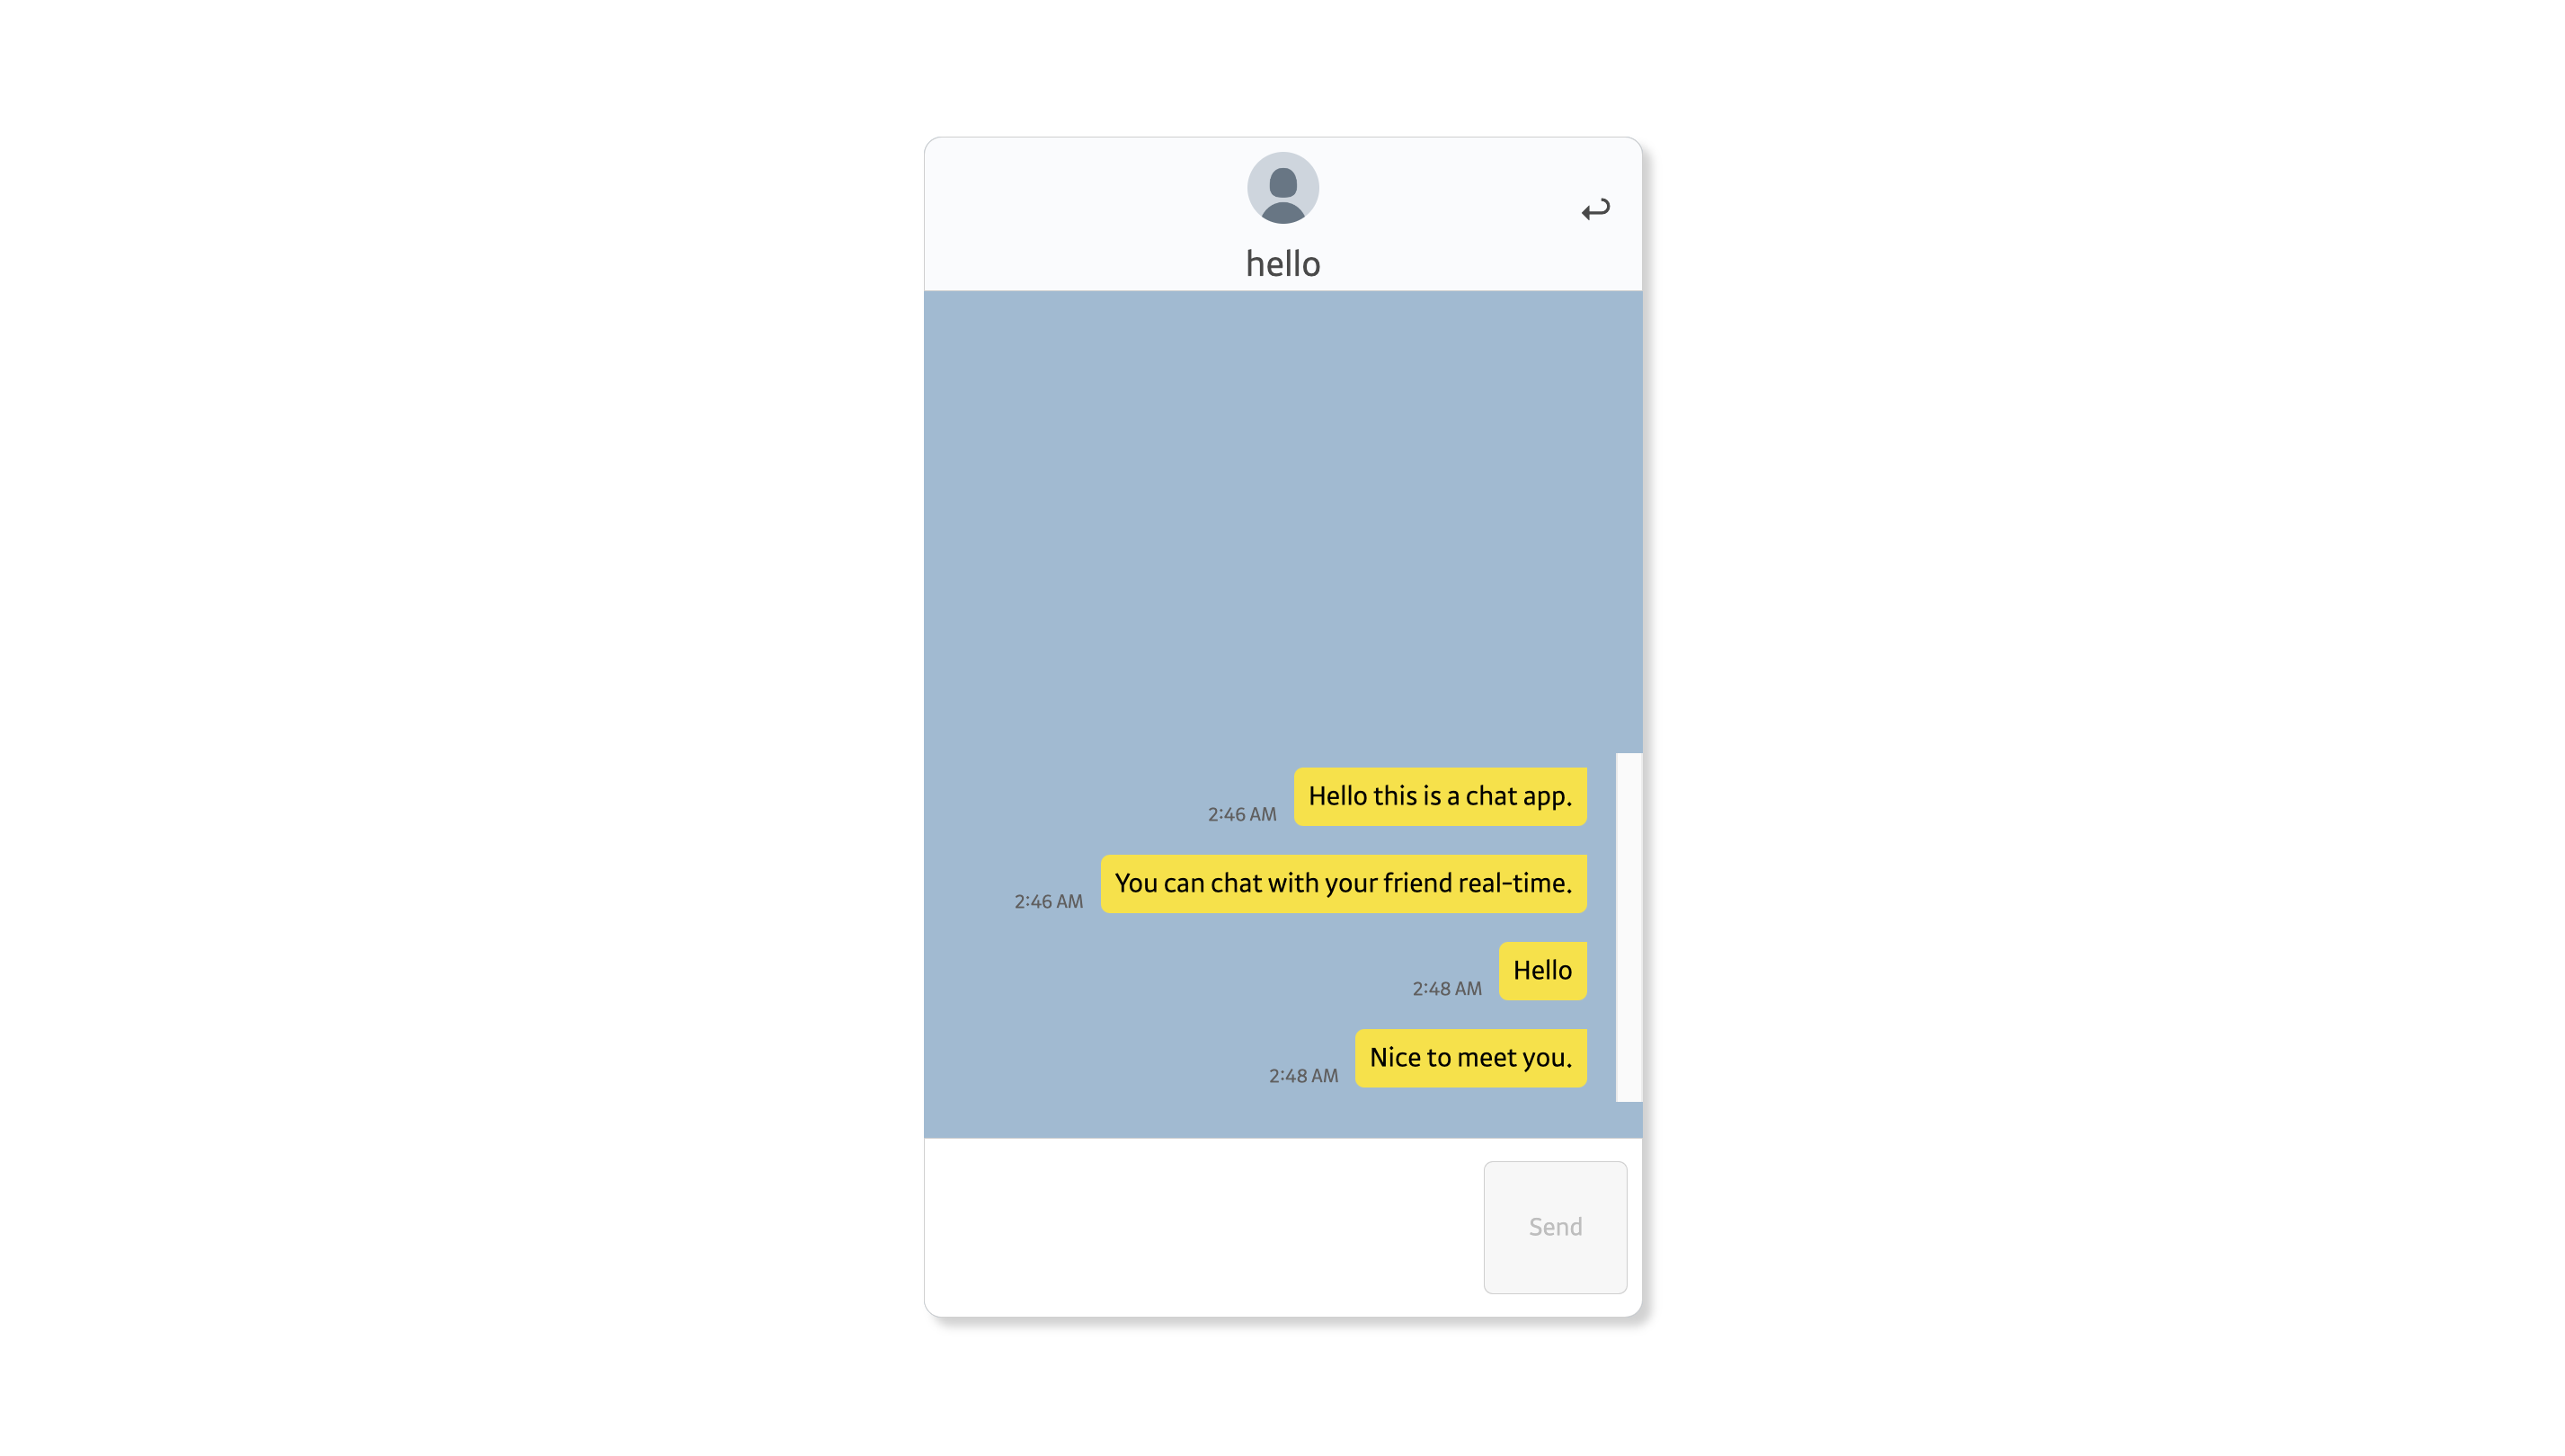 hello
Hello this is a chat app.
2:46 AM
You can chat with your friend real-time.
2:46 AM
Hello
2:48 AM
Nice to meet you.
2:48 AM
Send